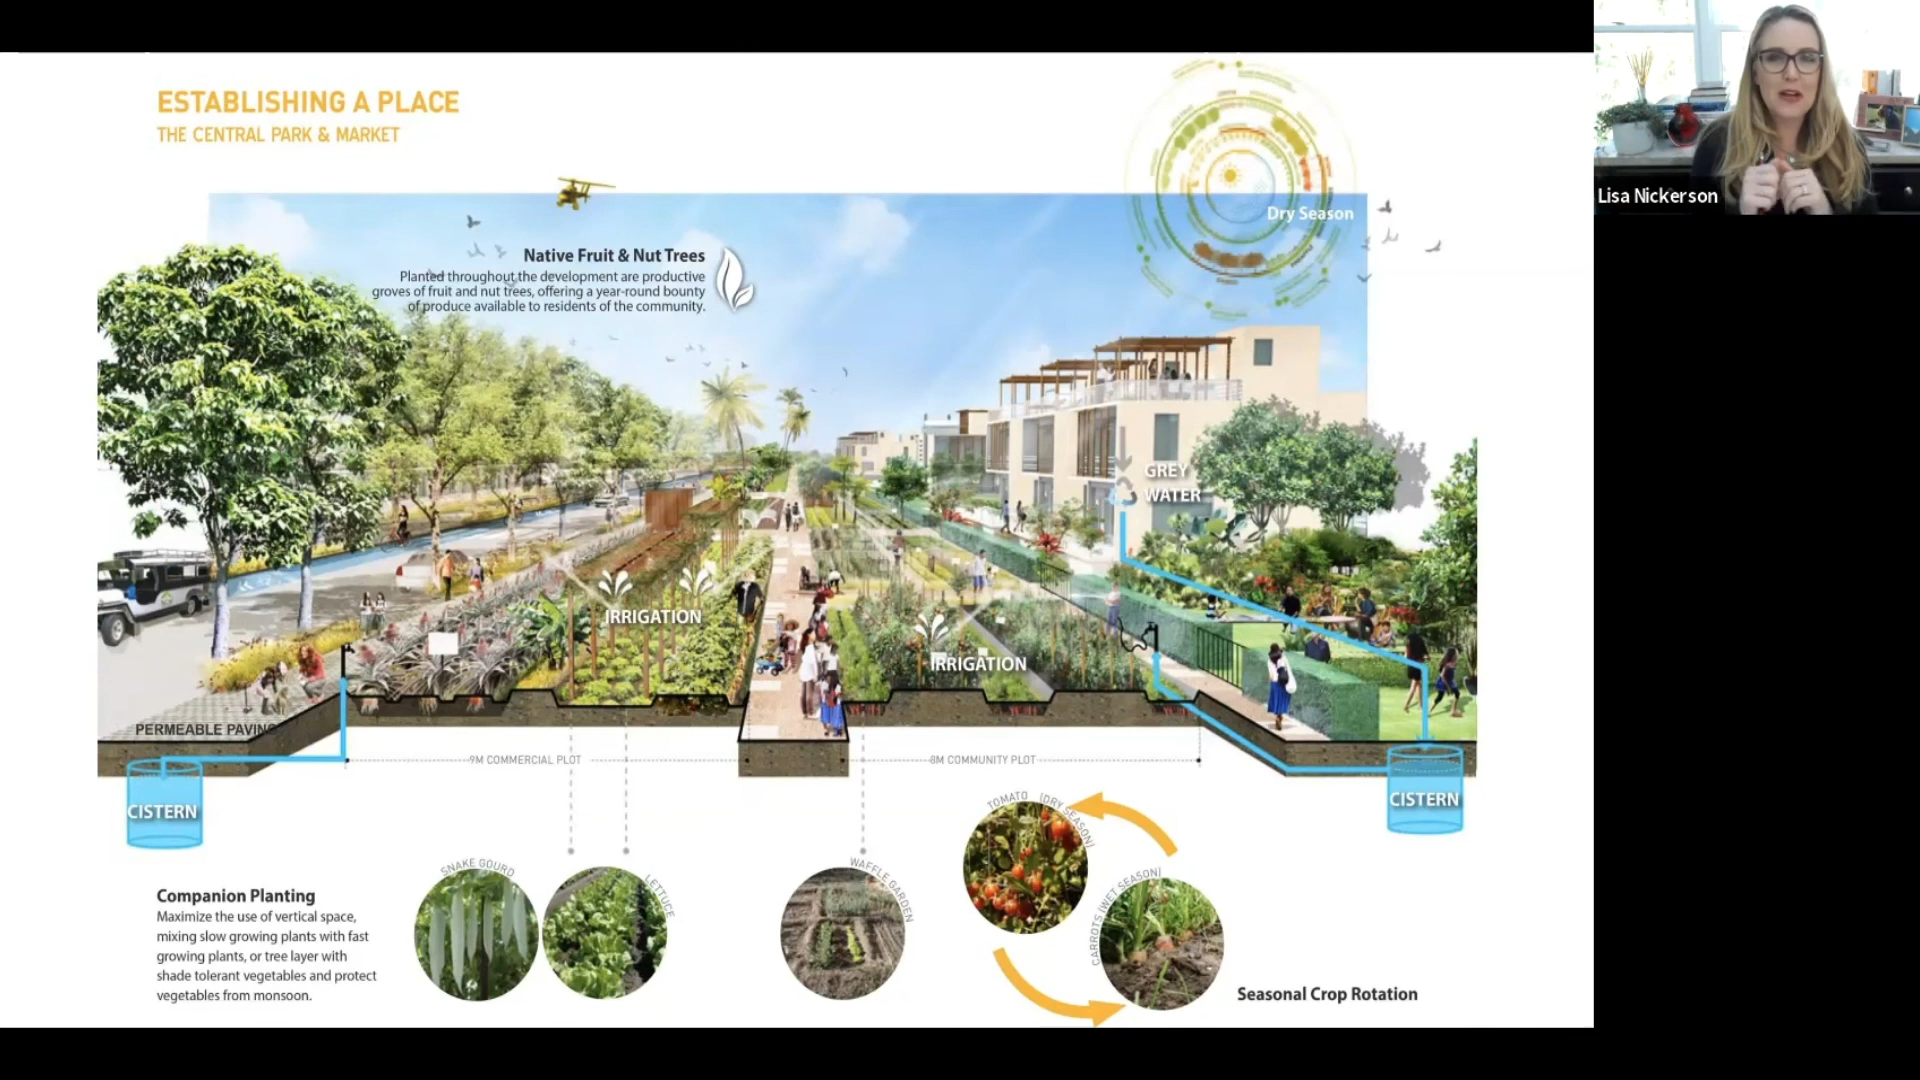 ESTABLISHING A PLACE
THE CENTRAL PARK & MARKET
Lisa Nickerson
Dry Season
Native Fruit & Nut Trees
Planted throughout the development are productive
groves of fruit and nut trees, offering a year-round bounty
of produce available to residents of the community.
GREY
WATER
IRRIGATION
IRRIGATION
PERMEABLE PAVING
9M COMMERCIAL PLOT
8M COMMUNITY PLOT
CISTERN
CISTERN
TOMATO (DRY SEASON)
SNAKE GOURD
LETTUCE
WAFFLE GARDEN
CARROTS (WET SEASON)
Companion Planting
Maximize the use of vertical space,
mixing slow growing plants with fast
growing plants, or tree layer with
shade tolerant vegetables and protect
vegetables from monsoon.
Seasonal Crop Rotation